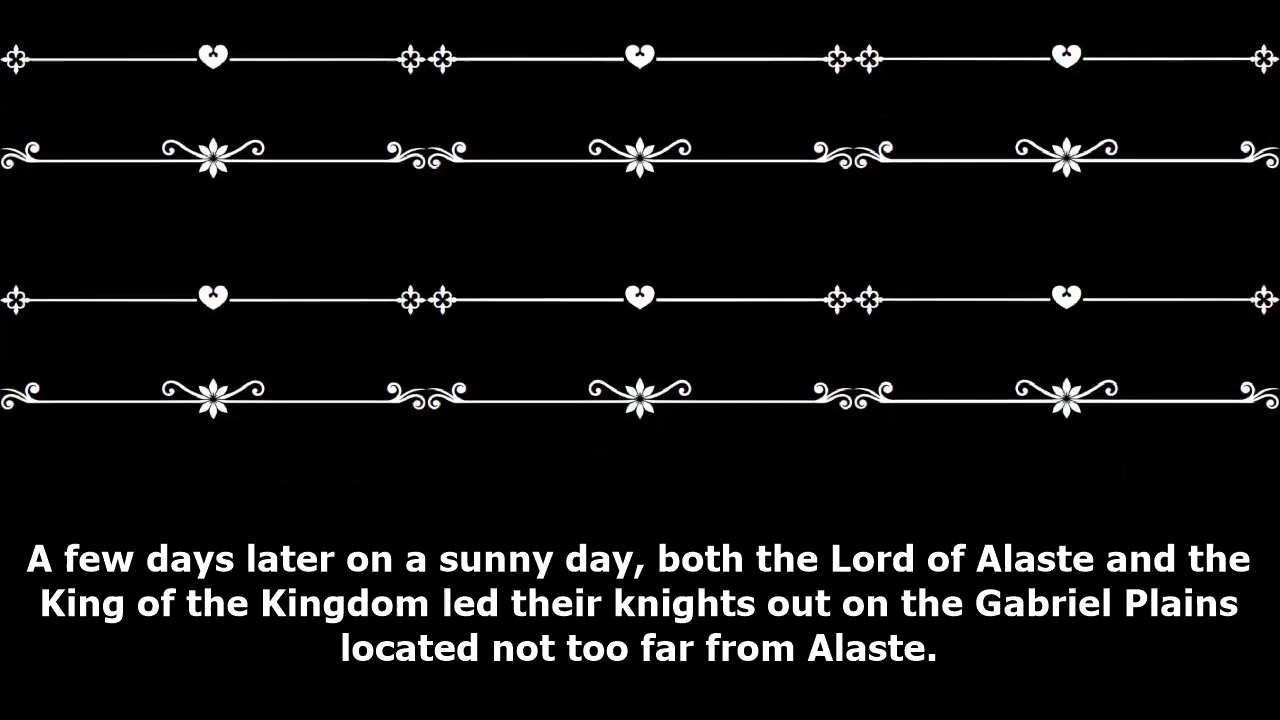 A few days later on a sunny day, both the Lord of Alaste and the
King of the Kingdom led their knights out on the Gabriel Plains
located not too far from Alaste.